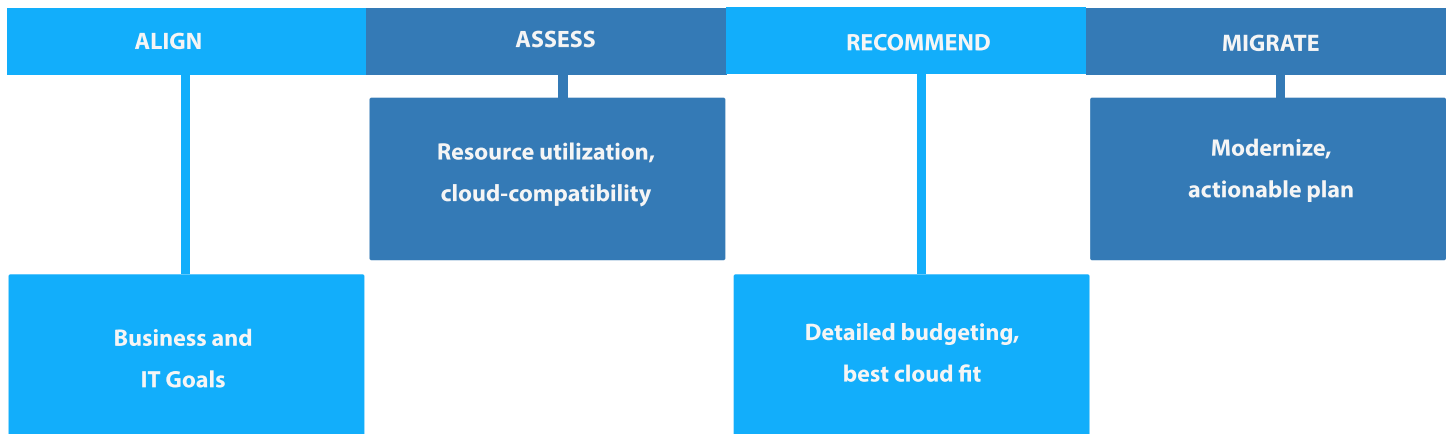 ALIGN
ASSESS
RECOMMEND
MIGRATE
Resource utilization,
cloud-compatibility
Modernize,
actionable plan
Business and
IT Goals
Detailed budgeting,
best cloud fit